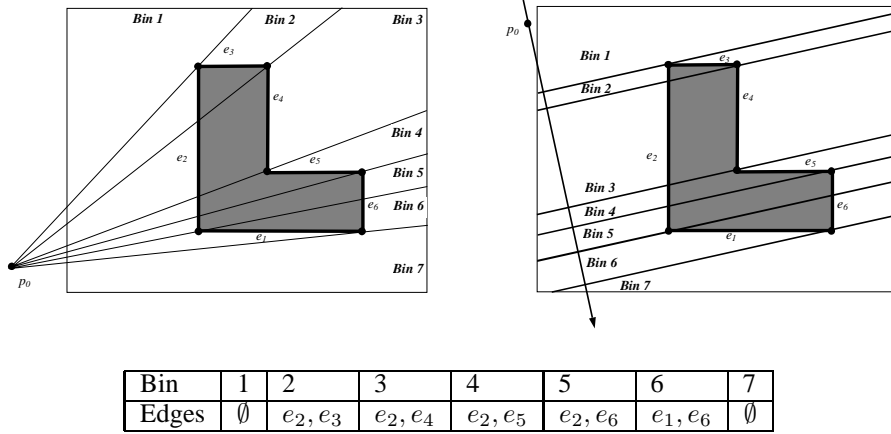 Bin 1
Bin 2
Bin 3
e3
e4
Bin 4
e2
e5
Bin 5
e6
Bin 6
e1
p0
Bin 7
p0
Bin 1
e3
Bin 2
e4
e2
e5
Bin 3
Bin 4
e6
Bin 5
e1
Bin 6
Bin 7
Bin 1 2 3 4 5 6 7
Edges ∅ e2, e3 e2, e4 e2, e5 e2, e6 e1, e6 ∅